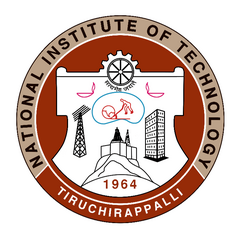 NATIONAL INSTITUTE OF TECHNOLOGY
1964
TIRUCHIRAPPALLI